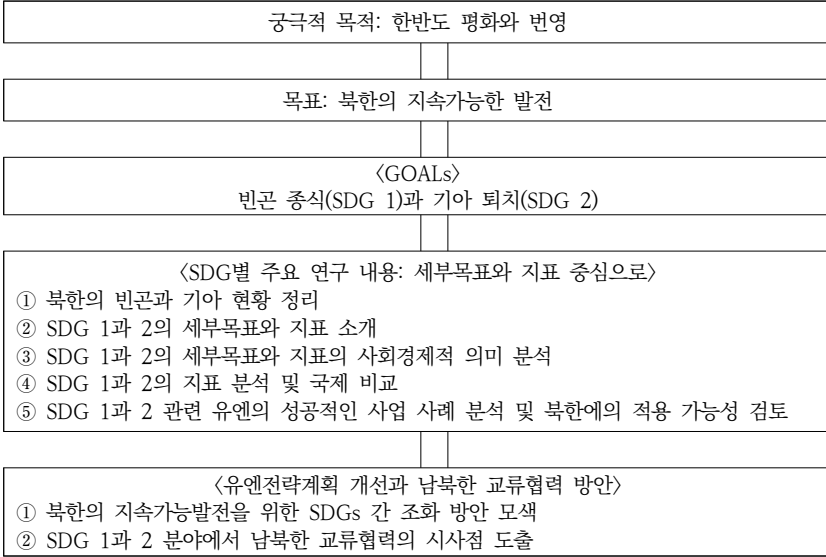 궁극적 목적: 한반도 평화와 번영
목표: 북한의 지속가능한 발전
〈GOALs〉
빈곤 종식(SDG 1)과 기아 퇴치(SDG 2)
〈SDG별 주요 연구 내용: 세부목표와 지표 중심으로〉
① 북한의 빈곤과 기아 현황 정리
② SDG 1과 2의 세부목표와 지표 소개
③ SDG 1과 2의 세부목표와 지표의 사회경제적 의미 분석
④ SDG 1과 2의 지표 분석 및 국제 비교
⑤ SDG 1과 2 관련 유엔의 성공적인 사업 사례 분석 및 북한에의 적용 가능성 검토
〈유엔전략계획 개선과 남북한 교류협력 방안〉
① 북한의 지속가능발전을 위한 SDGs 간 조화 방안 모색
② SDG 1과 2 분야에서 남북한 교류협력의 시사점 도출